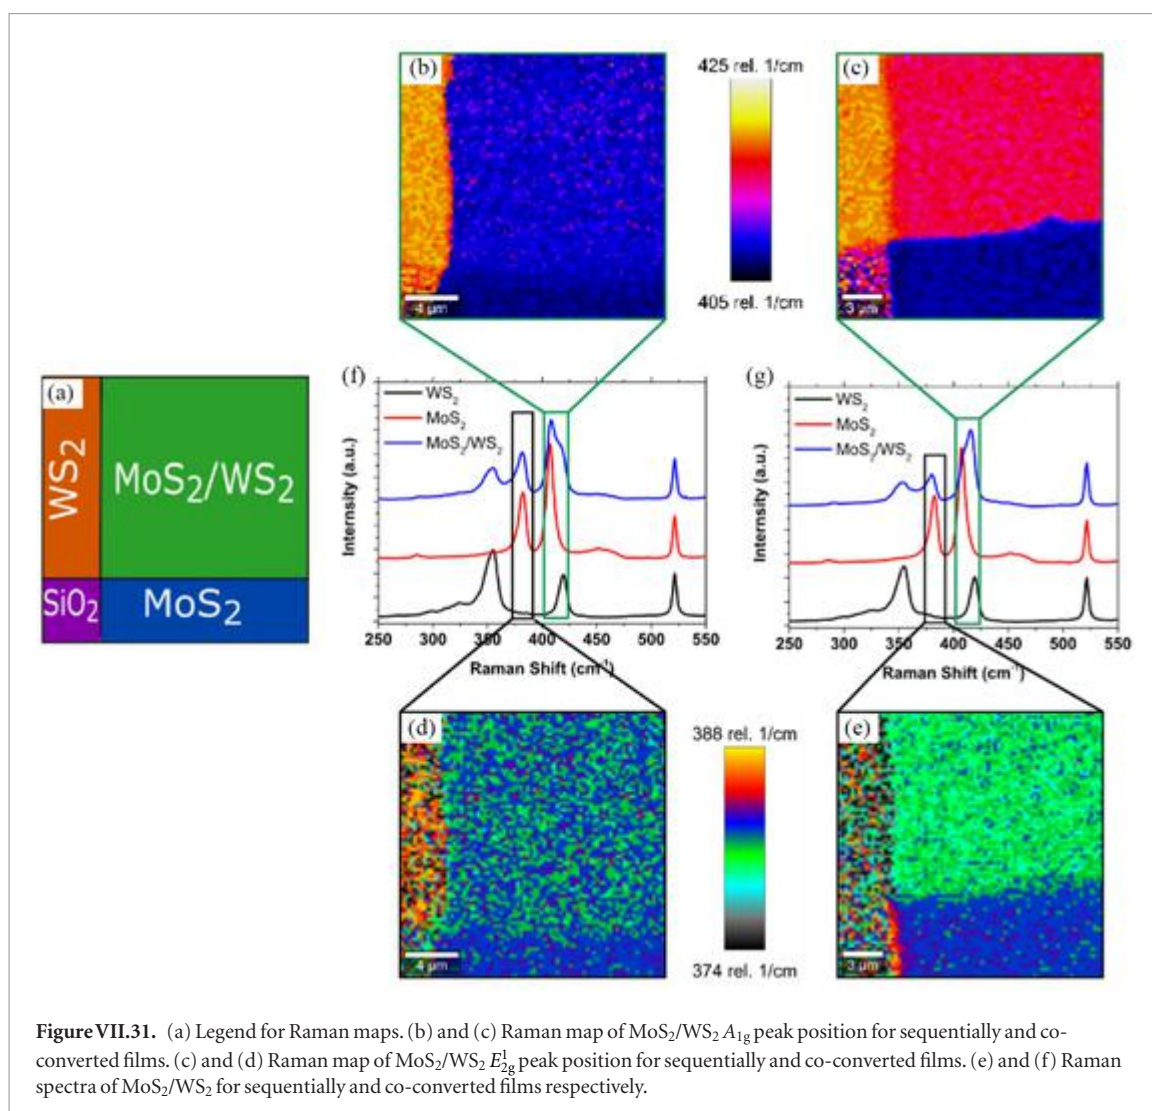 (b)
425 rel. 1/cm
(c)
4 μm
405 rel. 1/cm
3 μm
(a)
WS₂
MoS₂/WS₂
SiO₂
MoS₂
(f)
WS₂
MoS₂
MoS₂/WS₂
Internsity (a.u.)
250 300 350 400 450 500 550
Raman Shift (cm⁻¹)
(g)
WS₂
MoS₂
MoS₂/WS₂
Internsity (a.u.)
250 300 350 400 450 500 550
Raman Shift (cm⁻¹)
(d)
388 rel. 1/cm
(e)
4 μm
374 rel. 1/cm
3 μm
Figure VII.31. (a) Legend for Raman maps. (b) and (c) Raman map of MoS₂/WS₂ A₁g peak position for sequentially and co-
converted films. (c) and (d) Raman map of MoS₂/WS₂ E¹₂g peak position for sequentially and co-converted films. (e) and (f) Raman
spectra of MoS₂/WS₂ for sequentially and co-converted films respectively.